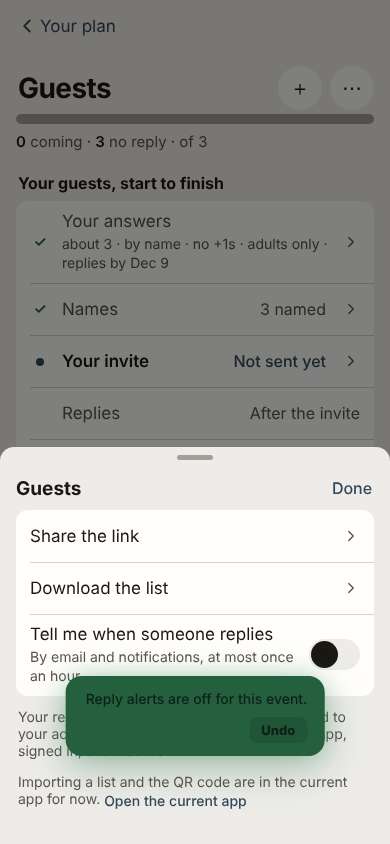 Your plan
Guests
0 coming · 3 no reply · of 3
Your guests, start to finish
Your answers
about 3 · by name · no +1s · adults only ·
replies by Dec 9
Names
3 named
Your invite
Not sent yet
Replies
After the invite
Guests
Done
Share the link
Download the list
Tell me when someone replies
By email and notifications, at most once
an hour
Reply alerts are off for this event.
Undo
Your
to
your
app,
signed
Importing a list and the QR code are in the current
app for now. Open the current app